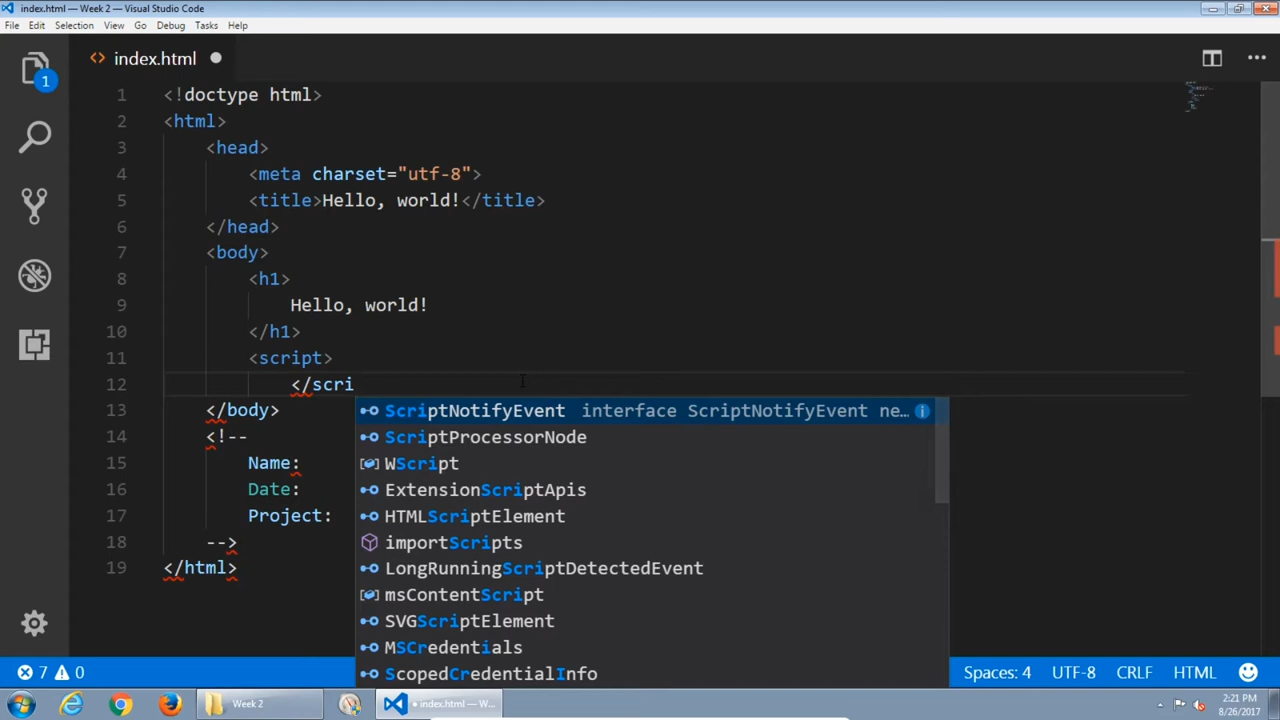 index.html — Week 2 — Visual Studio Code
File Edit Selection View Go Debug Tasks Help
1
index.html
1 <!doctype html>
2 <html>
3 <head>
4 <meta charset="utf-8">
5 <title>Hello, world!</title>
6 </head>
7 <body>
8 <h1>
9 Hello, world!
10 </h1>
11 <script>
12 </scri
13 </body>
14 <!--
15 Name:
16 Date:
17 Project:
18 -->
19 </html>
ScriptNotifyEvent interface ScriptNotifyEvent ne…
ScriptProcessorNode
WScript
ExtensionScriptApis
HTMLScriptElement
importScripts
LongRunningScriptDetectedEvent
msContentScript
SVGScriptElement
MSCredentials
ScopedCredentialInfo
7 0 Spaces: 4 UTF-8 CRLF HTML
Week 2 • index.html — W...
2:21 PM
8/26/2017